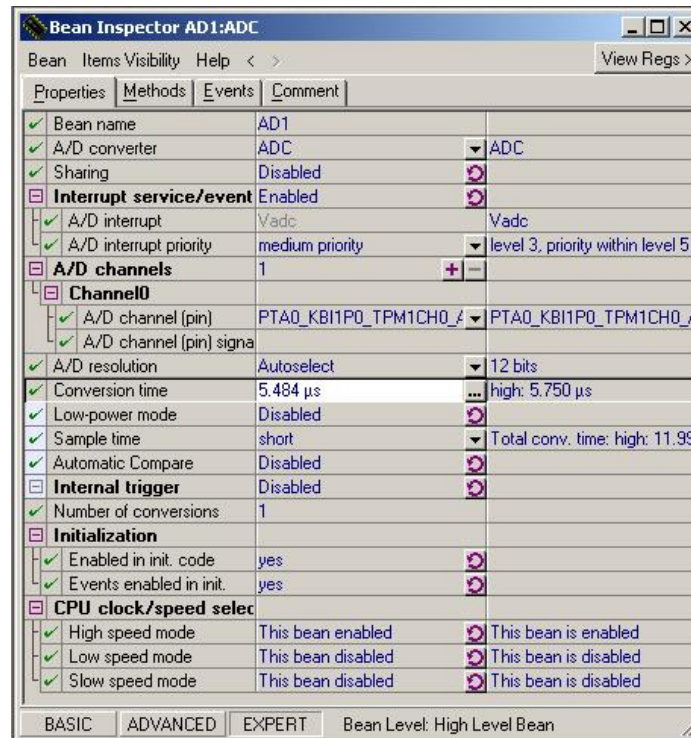 Bean Inspector AD1:ADC
Bean Items Visibility Help < > View Regs >
Properties Methods Events Comment
Bean name AD1
A/D converter ADC ADC
Sharing Disabled
Interrupt service/event Enabled
A/D interrupt Vadc Vadc
A/D interrupt priority medium priority level 3, priority within level 5
A/D channels 1 + -
Channel0
A/D channel (pin) PTA0_KBI1P0_TPM1CH0_A PTA0_KBI1P0_TPM1CH0_A
A/D channel (pin) signa
A/D resolution Autoselect 12 bits
Conversion time 5.484 µs ... high: 5.750 µs
Low-power mode Disabled
Sample time short Total conv. time: high: 11.99
Automatic Compare Disabled
Internal trigger Disabled
Number of conversions 1
Initialization
Enabled in init. code yes
Events enabled in init. yes
CPU clock/speed selec
High speed mode This bean enabled This bean is enabled
Low speed mode This bean disabled This bean is disabled
Slow speed mode This bean disabled This bean is disabled
BASIC ADVANCED EXPERT Bean Level: High Level Bean